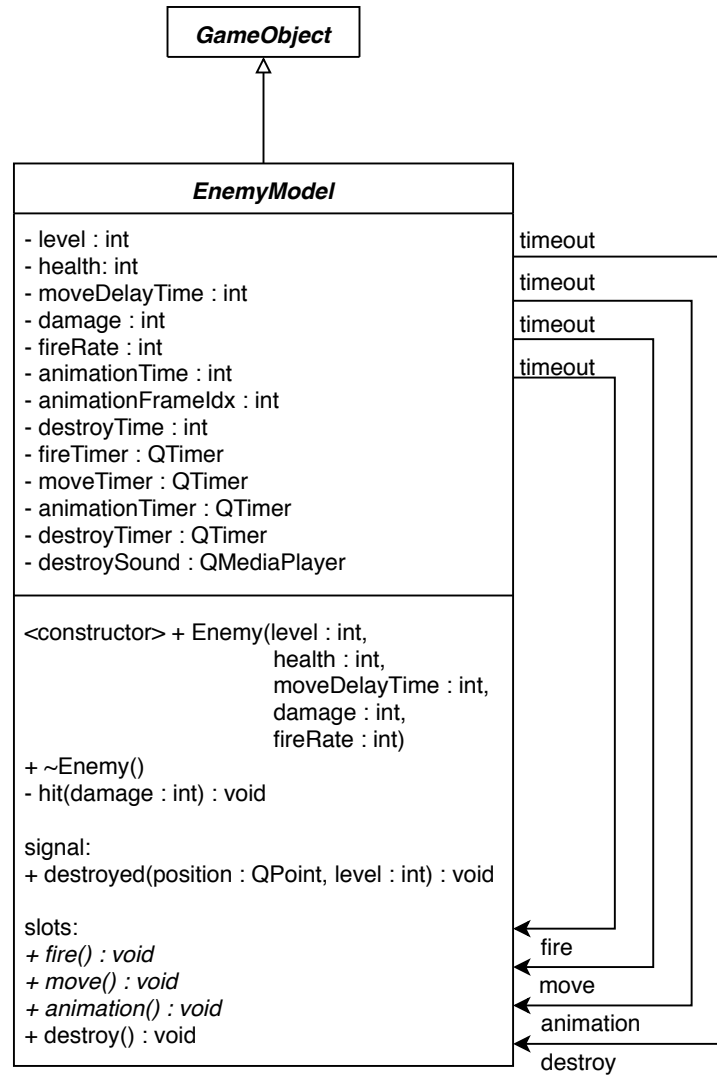 GameObject
EnemyModel
- level : int
- health: int
- moveDelayTime : int
- damage : int
- fireRate : int
- animationTime : int
- animationFrameIdx : int
- destroyTime : int
- fireTimer : QTimer
- moveTimer : QTimer
- animationTimer : QTimer
- destroyTimer : QTimer
- destroySound : QMediaPlayer
<constructor> + Enemy(level : int,
health : int,
moveDelayTime : int,
damage : int,
fireRate : int)
+ ~Enemy()
- hit(damage : int) : void
signal:
+ destroyed(position : QPoint, level : int) : void
slots:
+ fire() : void
+ move() : void
+ animation() : void
+ destroy() : void
timeout
timeout
timeout
timeout
fire
move
animation
destroy